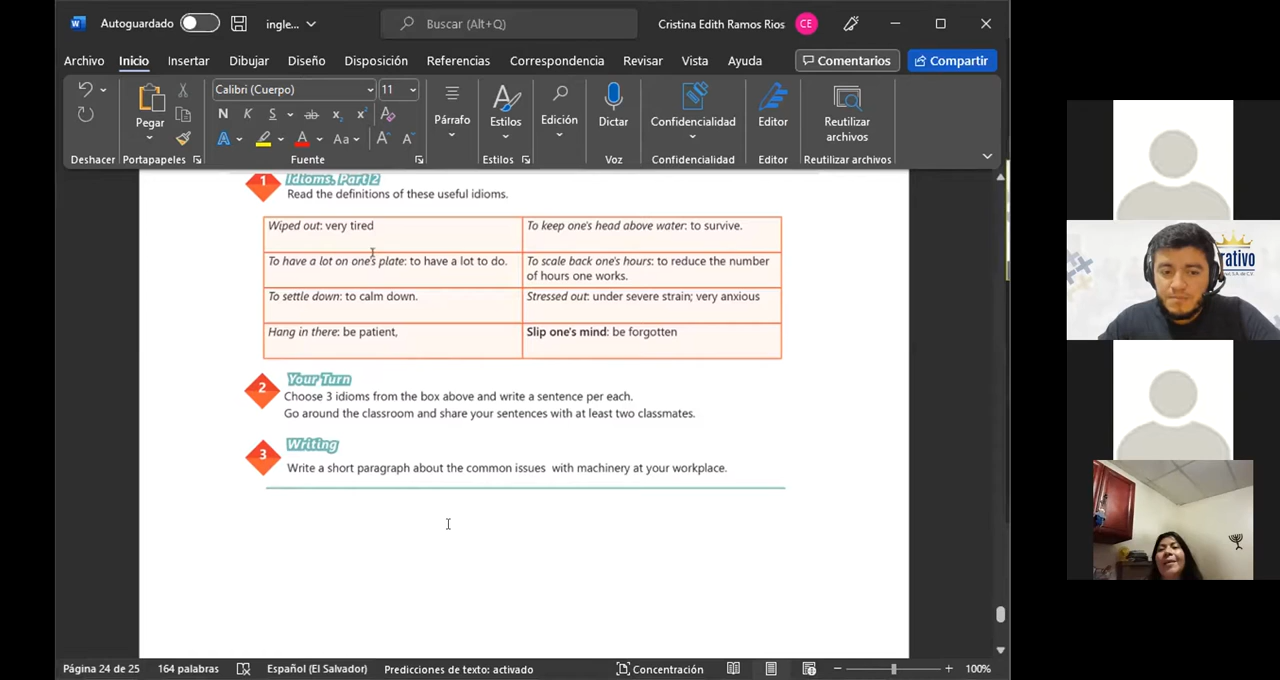 Autoguardado
ingle...
Buscar (Alt+Q)
Cristina Edith Ramos Rios
CE
Archivo Inicio Insertar Dibujar Diseño Disposición Referencias Correspondencia Revisar Vista Ayuda
Comentarios
Compartir
Pegar
Calibri (Cuerpo)
11
N K S ab x₂ x²
A A Aa A A
Párrafo
Estilos
Edición
Dictar
Confidencialidad
Editor
Reutilizar archivos
Deshacer Portapapeles Fuente Estilos Voz Confidencialidad Editor Reutilizar archivos
1 Idioms. Part 2
Read the definitions of these useful idioms.
Wiped out: very tired
To keep one's head above water: to survive.
To have a lot on one's plate: to have a lot to do.
To scale back one's hours: to reduce the number
of hours one works.
To settle down: to calm down.
Stressed out: under severe strain; very anxious
Hang in there: be patient,
Slip one's mind: be forgotten
2 Your Turn
Choose 3 idioms from the box above and write a sentence per each.
Go around the classroom and share your sentences with at least two classmates.
3 Writing
Write a short paragraph about the common issues with machinery at your workplace.
Página 24 de 25 164 palabras Español (El Salvador) Predicciones de texto: activado Concentración 100%
rativo